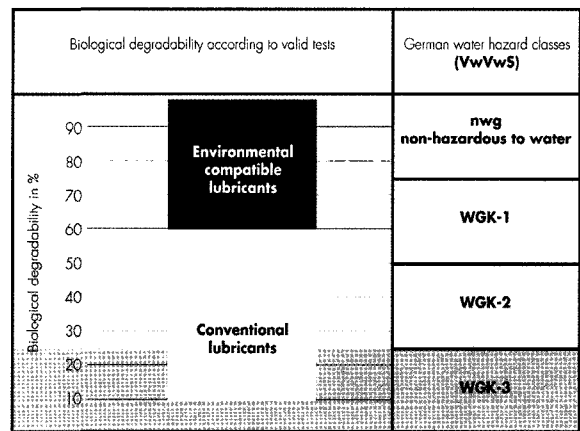 Biological degradability according to valid tests
German water hazard classes
(VwVwS)
Biological degradability in %
90
80
70
60
50
40
30
20
10
Environmental
compatible
lubricants
Conventional
lubricants
nwg
non-hazardous to water
WGK-1
WGK-2
WGK-3